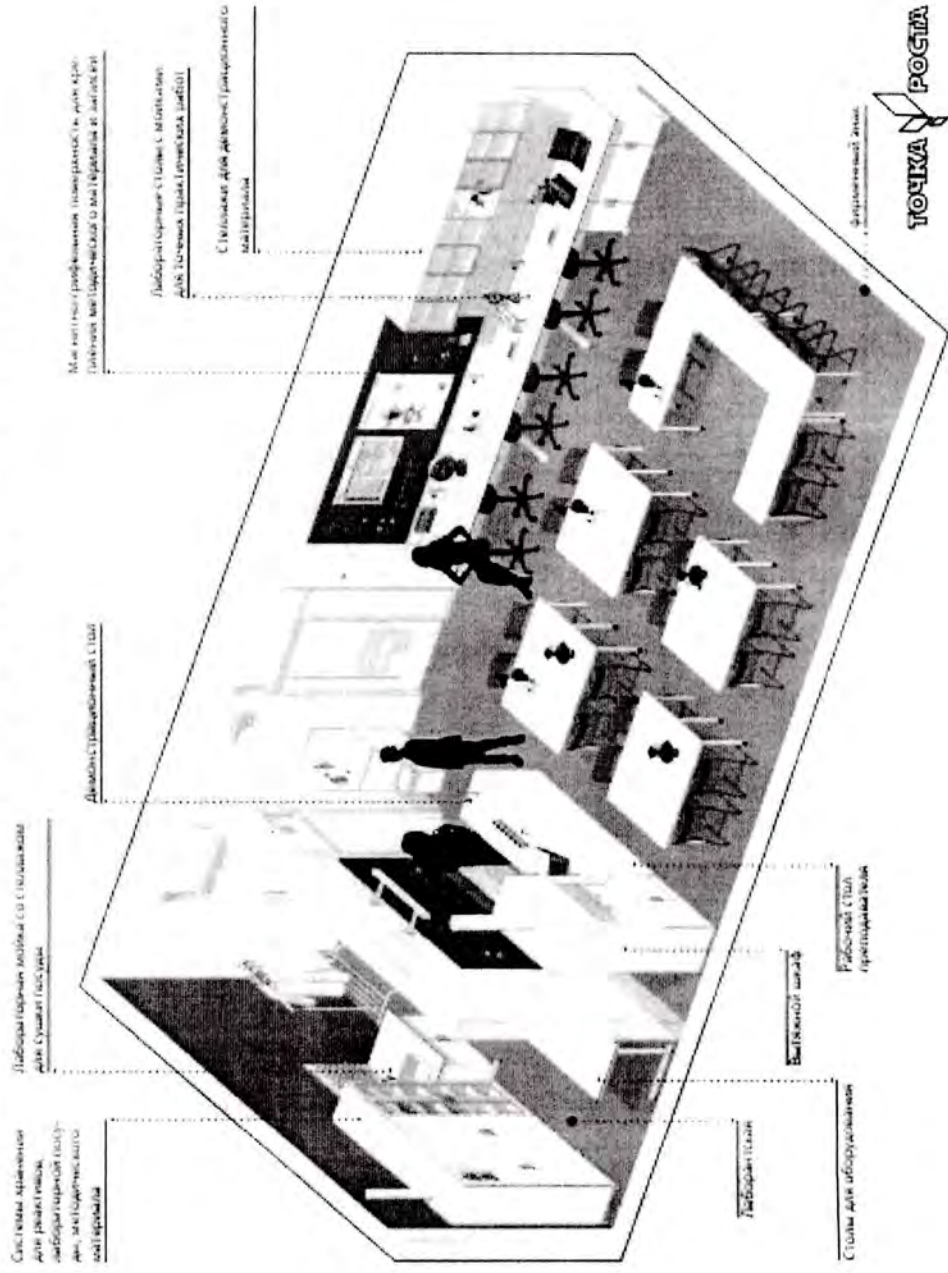 Системы хранения
для реактивов,
лабораторной посу-
ды, методического
материала
Лабораторная мойка со стеллажом
для сушки посуды
Демонстрационный стол
Магнитно-грифельная поверхность для кре-
пления методического материала и записей
Лабораторные столы с мойками
для точечных практических работ
Стеллажи для демонстрационного
материала
Столы для оборудования
Лаборантская
Вытяжной шкаф
Рабочий стол
преподавателя
фирменный знак
ТОЧКА РОСТА